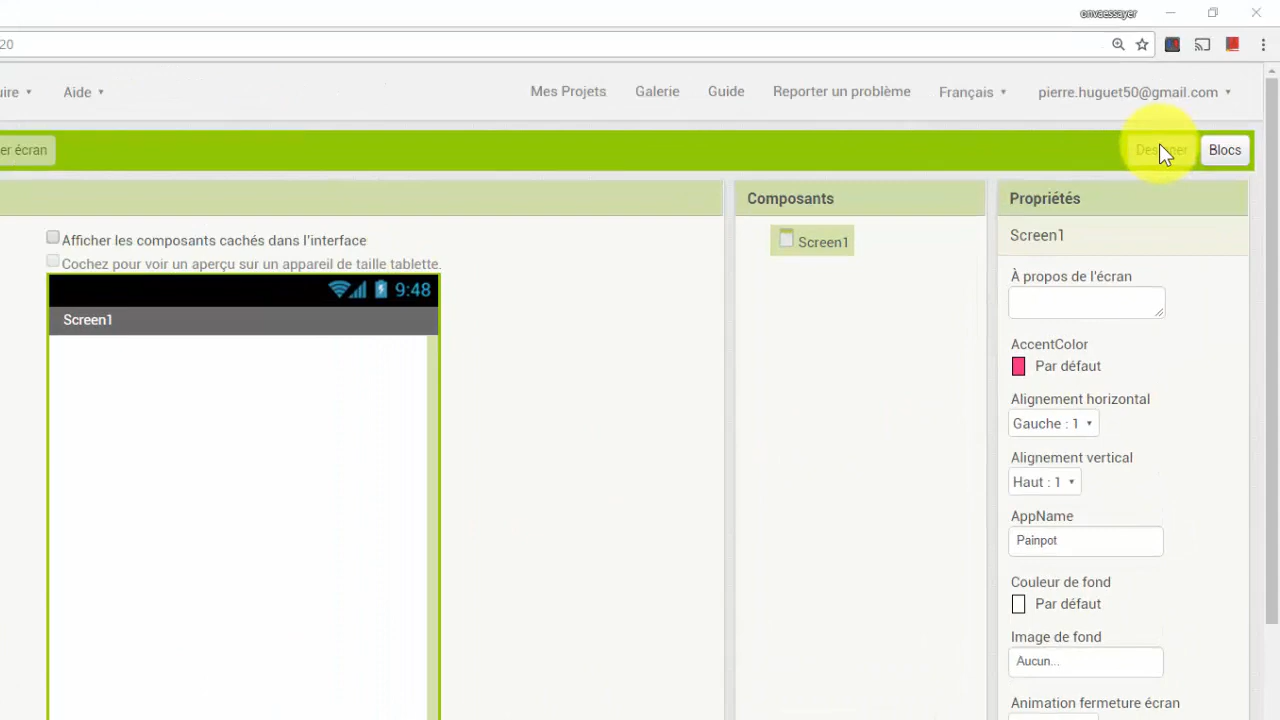 onvaessayer
20
uire Aide Mes Projets Galerie Guide Reporter un problème Français pierre.huguet50@gmail.com
er écran Designer Blocs
Composants Propriétés
Screen1
Afficher les composants cachés dans l'interface
Cochez pour voir un aperçu sur un appareil de taille tablette.
9:48
Screen1
Screen1
À propos de l'écran
AccentColor
Par défaut
Alignement horizontal
Gauche : 1
Alignement vertical
Haut : 1
AppName
Painpot
Couleur de fond
Par défaut
Image de fond
Aucun...
Animation fermeture écran